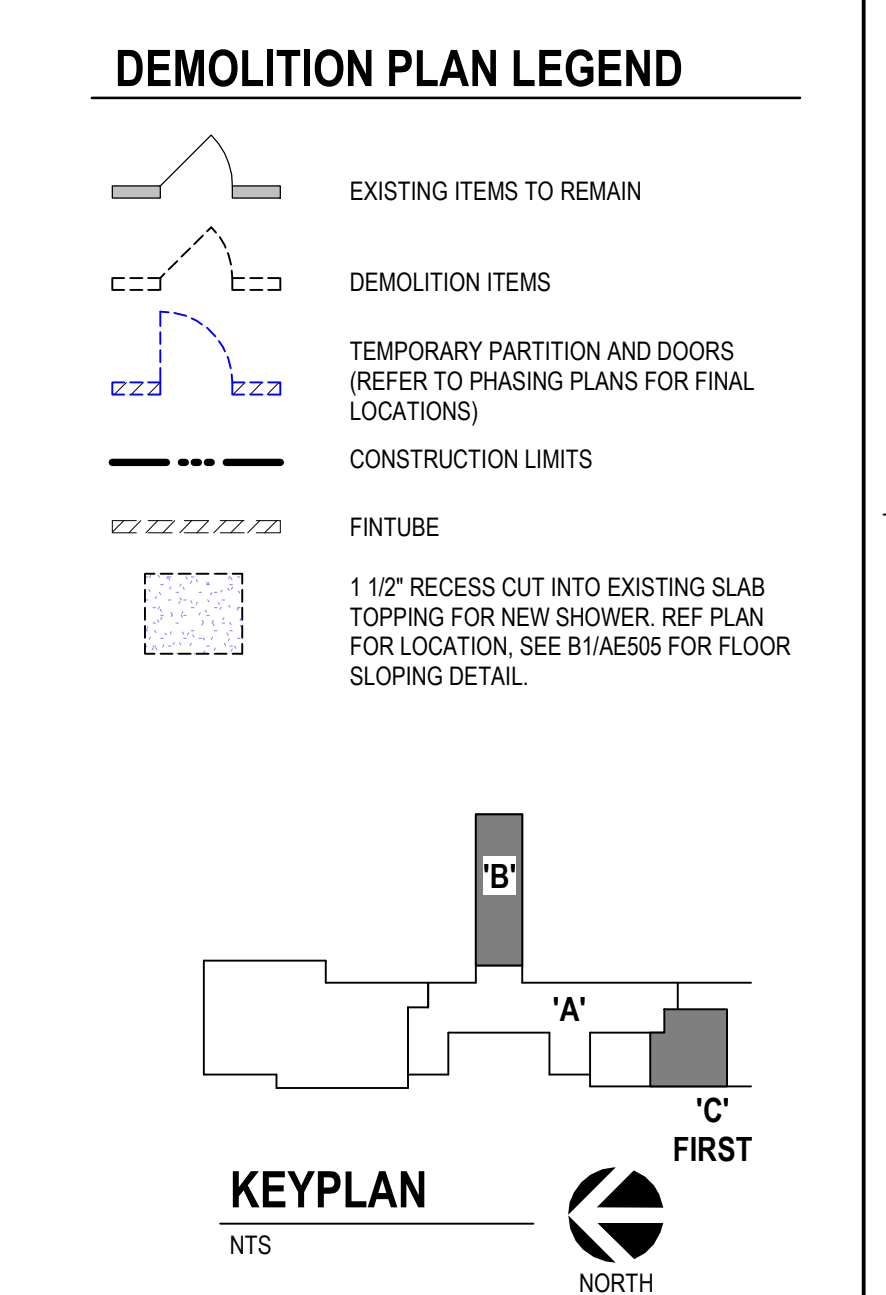 DEMOLITION PLAN LEGEND
EXISTING ITEMS TO REMAIN
DEMOLITION ITEMS
TEMPORARY PARTITION AND DOORS
(REFER TO PHASING PLANS FOR FINAL
LOCATIONS)
CONSTRUCTION LIMITS
FINTUBE
1 1/2" RECESS CUT INTO EXISTING SLAB
TOPPING FOR NEW SHOWER. REF PLAN
FOR LOCATION, SEE B1/AE505 FOR FLOOR
SLOPING DETAIL.
'B'
'A'
'C'
FIRST
KEYPLAN
NTS
NORTH